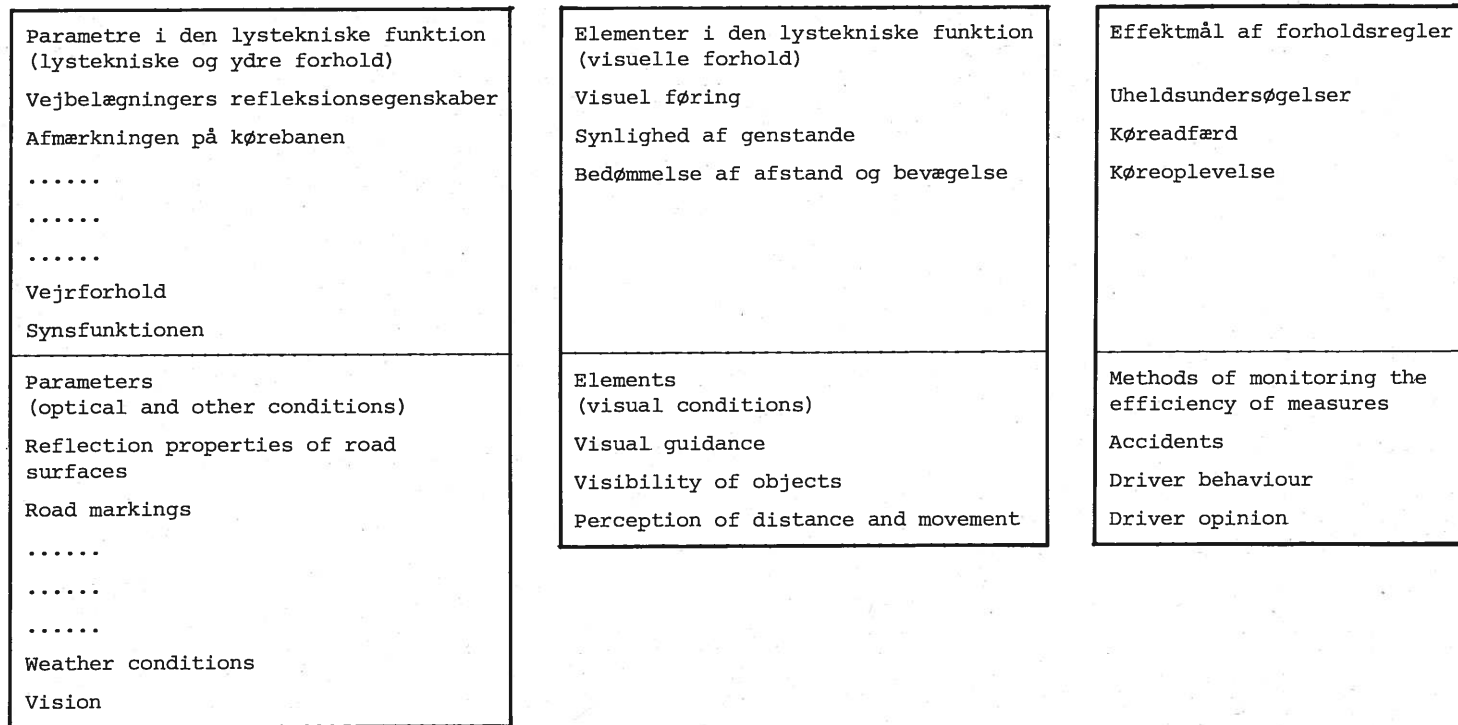 Parametre i den lystekniske funktion
(lystekniske og ydre forhold)
Vejbelægningers refleksionsegenskaber
Afmærkningen på kørebanen
......
......
......
Vejrforhold
Synsfunktionen
Parameters
(optical and other conditions)
Reflection properties of road
surfaces
Road markings
......
......
......
Weather conditions
Vision
Elementer i den lystekniske funktion
(visuelle forhold)
Visuel føring
Synlighed af genstande
Bedømmelse af afstand og bevægelse
Elements
(visual conditions)
Visual guidance
Visibility of objects
Perception of distance and movement
Effektmål af forholdsregler
Uheldsundersøgelser
Køreadfærd
Køreoplevelse
Methods of monitoring the
efficiency of measures
Accidents
Driver behaviour
Driver opinion